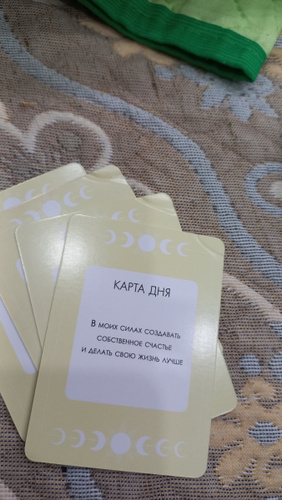 КАРТА ДНЯ
В МОИХ СИЛАХ СОЗДАВАТЬ
СОБСТВЕННОЕ СЧАСТЬЕ
И ДЕЛАТЬ СВОЮ ЖИЗНЬ ЛУЧШЕ